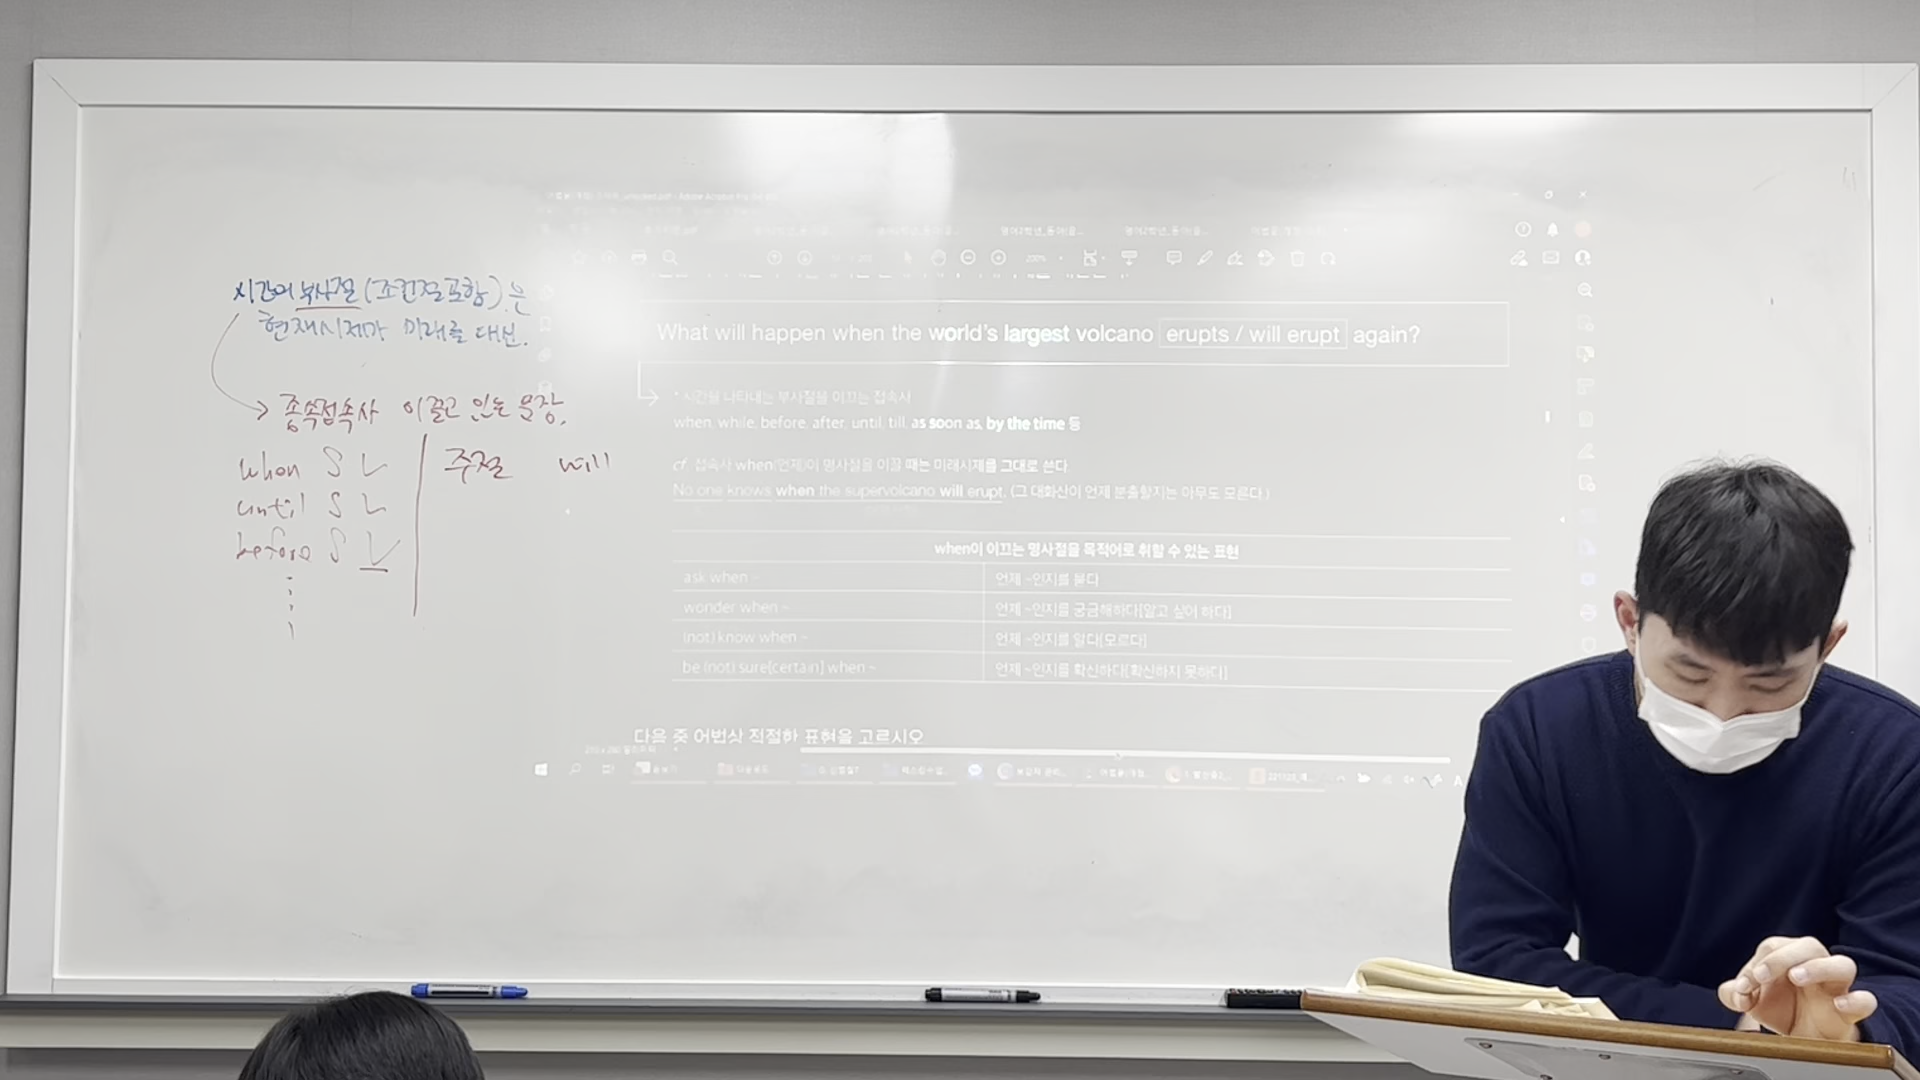 시간의 부사절 (조건절 포함)은
현재시제가 미래를 대신.
종속접속사 이끌고 있는 문장.
when S V 주절 will
until S V
before S V
What will happen when the world's largest volcano erupts / will erupt again?
* 시간을 나타내는 부사절을 이끄는 접속사
when, while, before, after, until, till, as soon as, by the time 등
cf. 접속사 when(언제)이 명사절을 이끌 때는 미래시제를 그대로 쓴다.
No one knows when the supervolcano will erupt. (그 대화산이 언제 분출할지는 아무도 모른다.)
when이 이끄는 명사절을 목적어로 취할 수 있는 표현
ask when ~ 언제 ~인지를 묻다
wonder when ~ 언제 ~인지를 궁금해하다[알고 싶어 하다]
(not) know when ~ 언제 ~인지를 알다[모르다]
be (not) sure[certain] when ~ 언제 ~인지를 확신하다[확신하지 못하다]
다음 중 어법상 적절한 표현을 고르시오